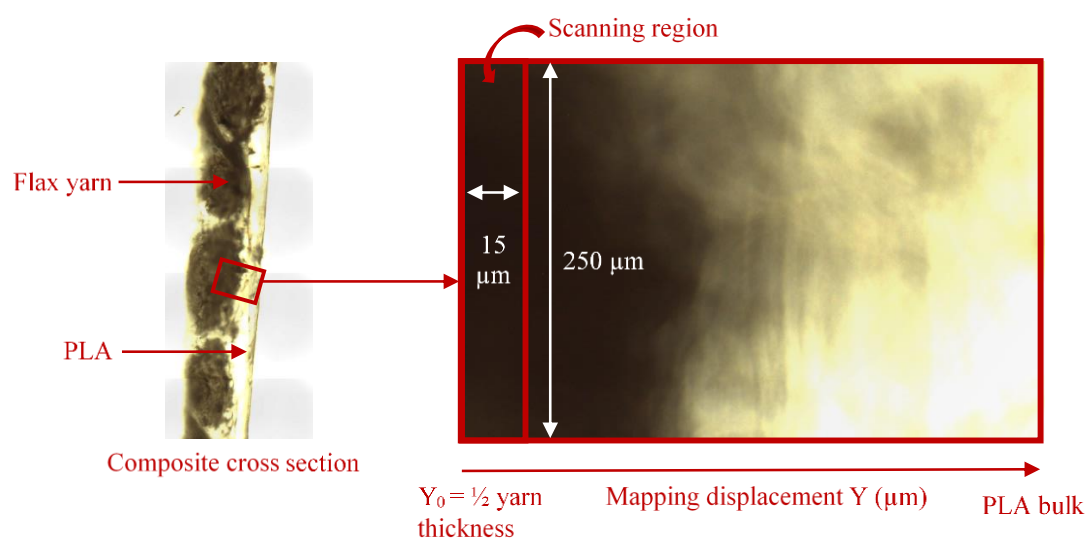 Scanning region
Flax yarn
15
µm
250 µm
PLA
Composite cross section
Y₀ = ½ yarn
thickness
Mapping displacement Y (µm)
PLA bulk